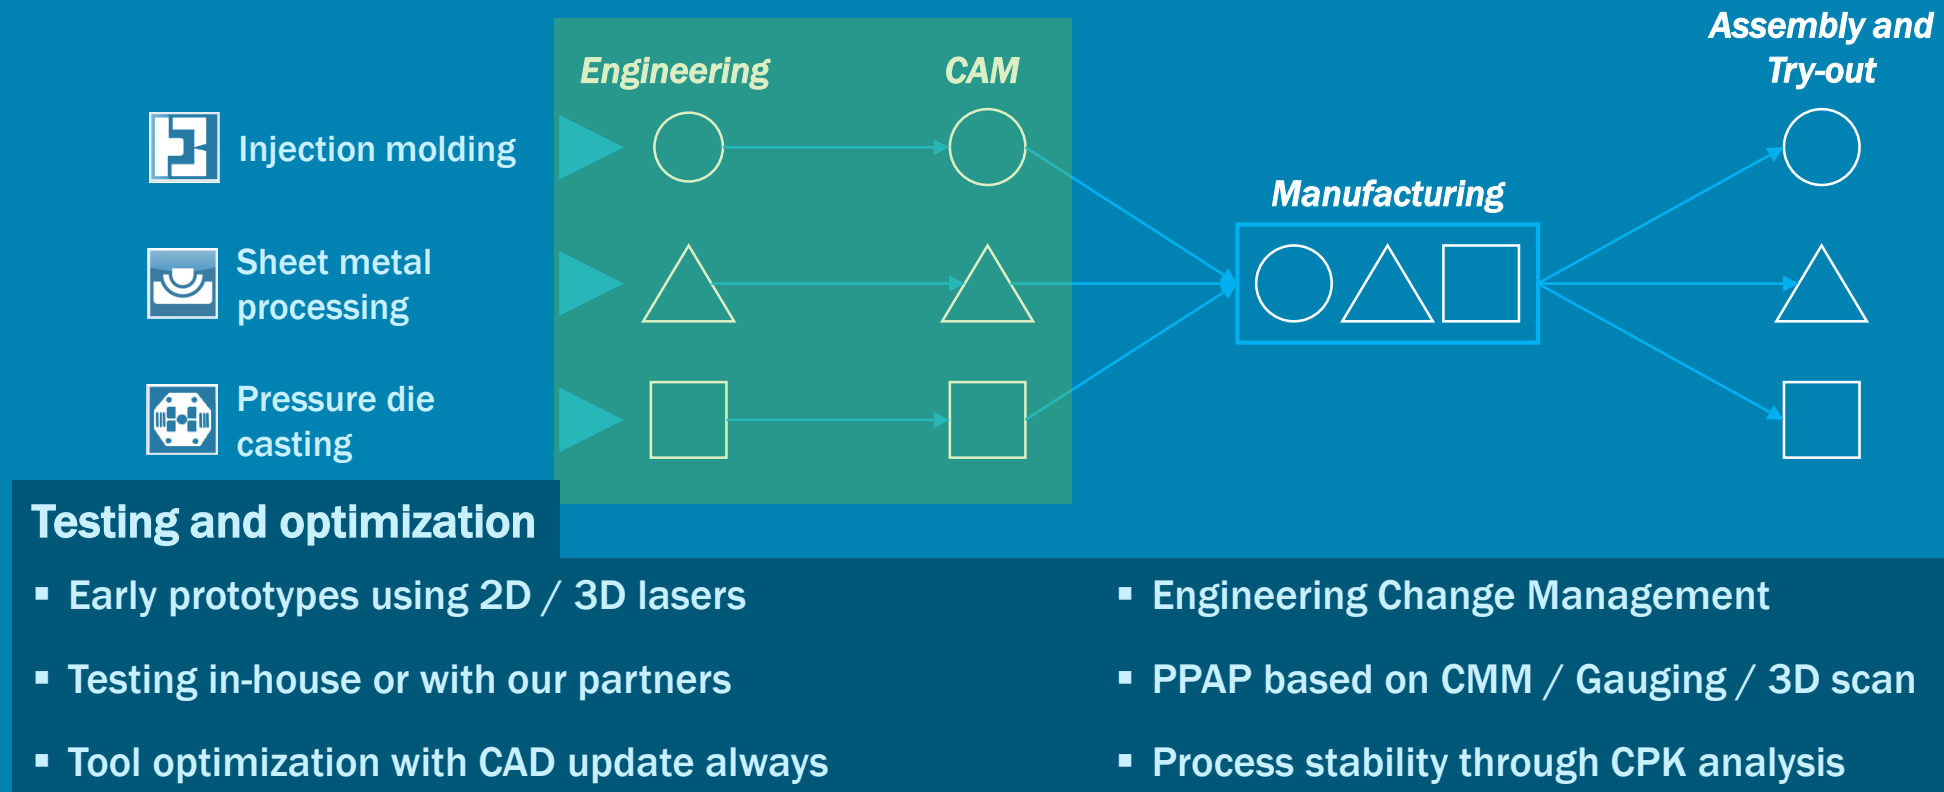 Assembly and
Try-out
Engineering
CAM
Injection molding
Manufacturing
Sheet metal
processing
Pressure die
casting
Testing and optimization
▪ Early prototypes using 2D / 3D lasers
▪ Testing in-house or with our partners
▪ Tool optimization with CAD update always
▪ Engineering Change Management
▪ PPAP based on CMM / Gauging / 3D scan
▪ Process stability through CPK analysis